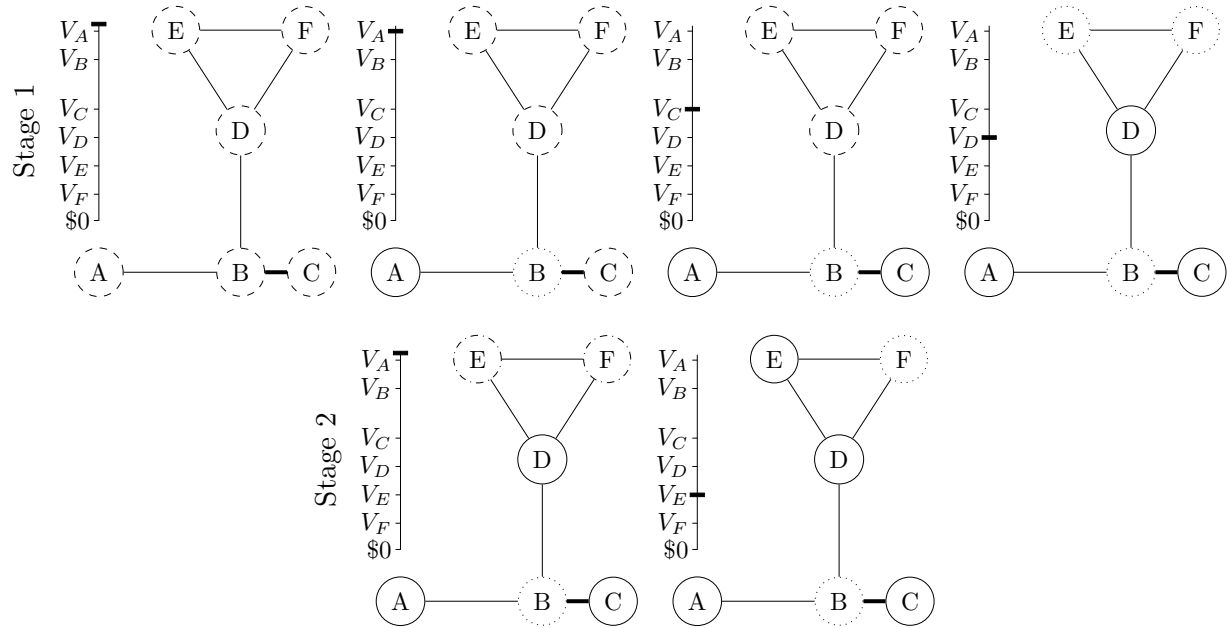 Stage 1
V_A
V_B
V_C
V_D
V_E
V_F
$0
E F
D
A B C
V_A
V_B
V_C
V_D
V_E
V_F
$0
E F
D
A B C
V_A
V_B
V_C
V_D
V_E
V_F
$0
E F
D
A B C
V_A
V_B
V_C
V_D
V_E
V_F
$0
E F
D
A B C
Stage 2
V_A
V_B
V_C
V_D
V_E
V_F
$0
E F
D
A B C
V_A
V_B
V_C
V_D
V_E
V_F
$0
E F
D
A B C